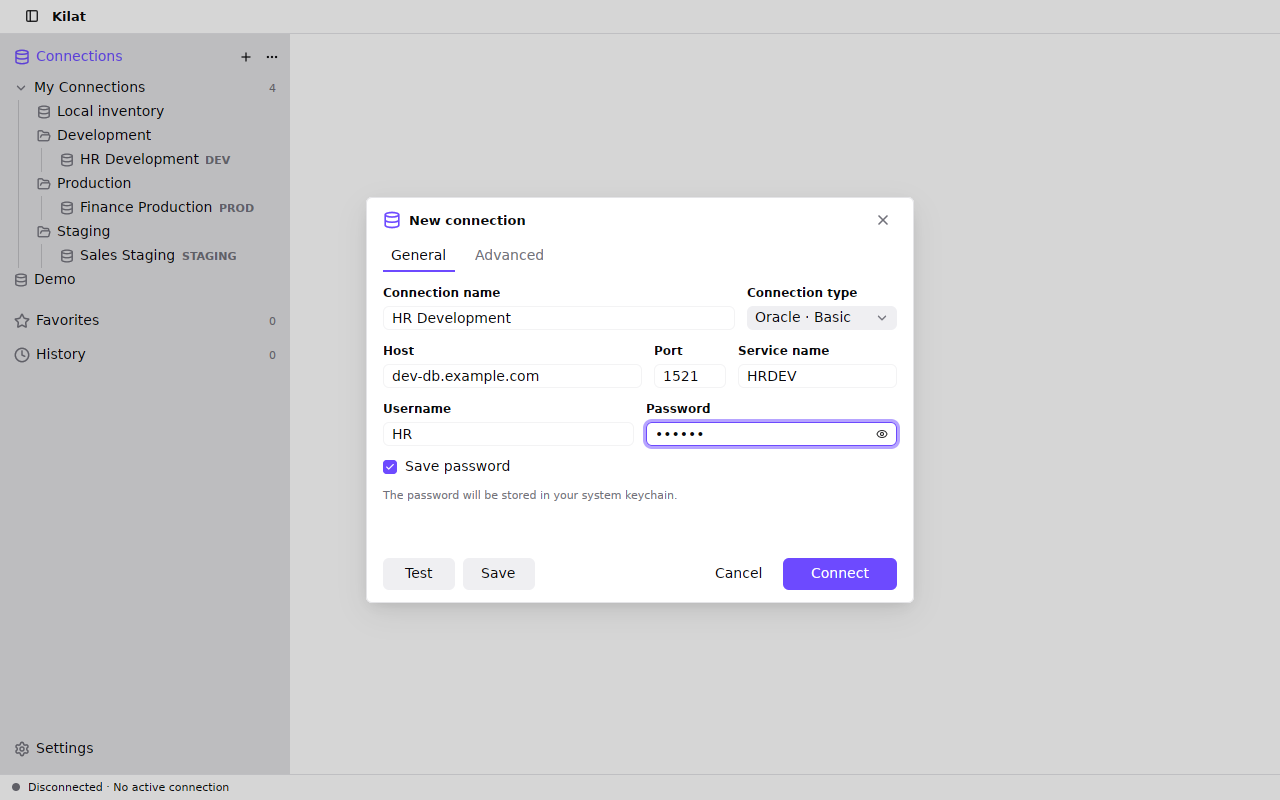 Kilat
Connections
My Connections 4
Local inventory
Development
HR Development DEV
Production
Finance Production PROD
Staging
Sales Staging STAGING
Demo
Favorites 0
History 0
Settings
Disconnected · No active connection
New connection
General Advanced
Connection name Connection type
HR Development Oracle · Basic
Host Port Service name
dev-db.example.com 1521 HRDEV
Username Password
HR ••••••
Save password
The password will be stored in your system keychain.
Test Save Cancel Connect